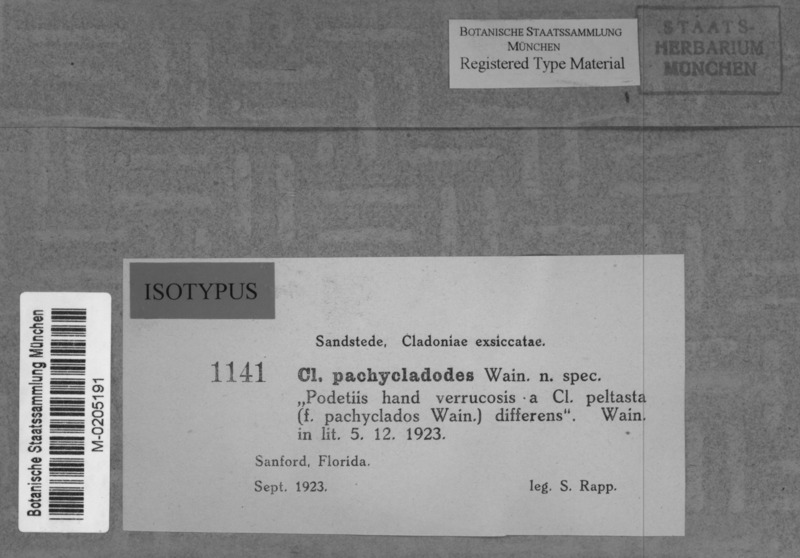 BOTANISCHE STAATSSAMMLUNG
MÜNCHEN
Registered Type Material
STAATS-
HERBARIUM
MÜNCHEN
ISOTYPUS
Sandstede, Cladoniae exsiccatae.
1141 Cl. pachycladodes Wain. n. spec.
„Podetiis hand verrucosis a Cl. peltasta
(f. pachyclados Wain.) differens“. Wain.
in lit. 5. 12. 1923.
Sanford, Florida.
Sept. 1923. leg. S. Rapp.
Botanische Staatssammlung München
M-0205191